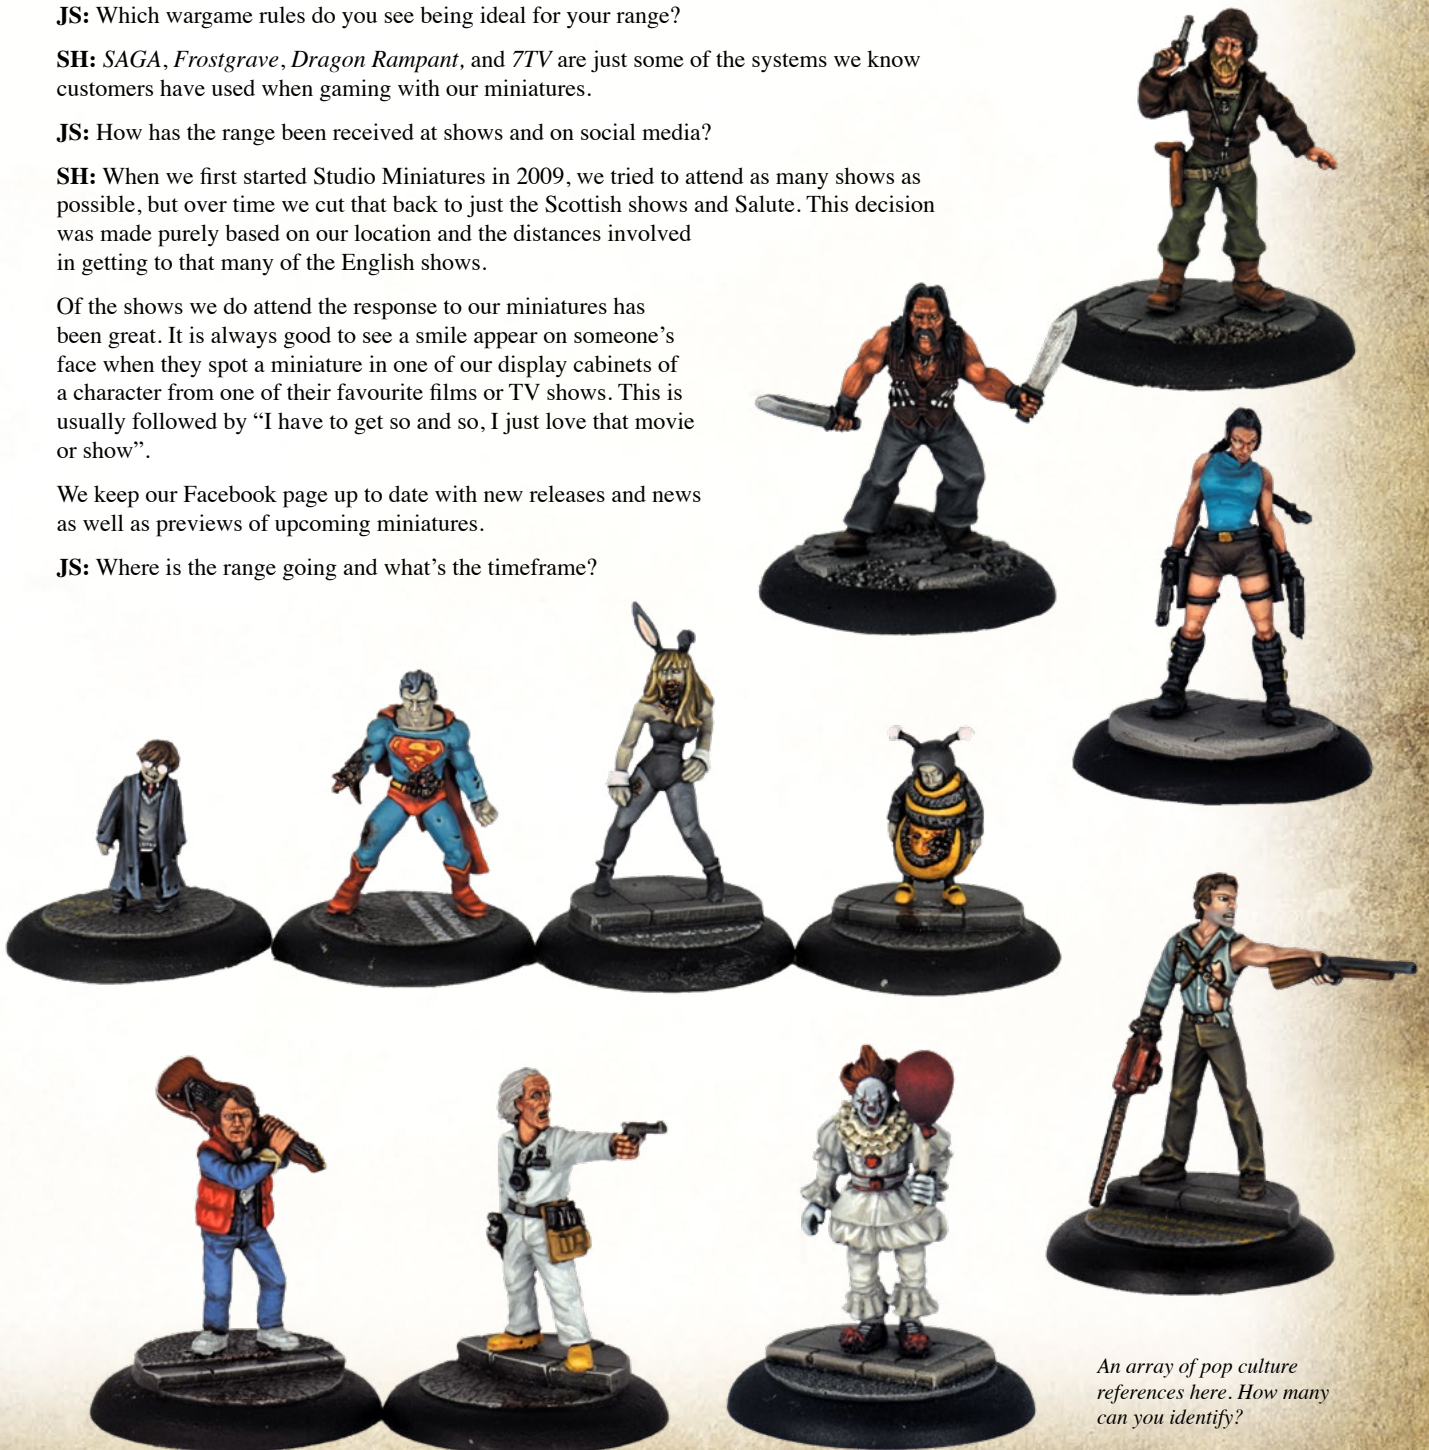 JS: Which wargame rules do you see being ideal for your range?
SH: SAGA, Frostgrave, Dragon Rampant, and 7TV are just some of the systems we know
customers have used when gaming with our miniatures.
JS: How has the range been received at shows and on social media?
SH: When we first started Studio Miniatures in 2009, we tried to attend as many shows as
possible, but over time we cut that back to just the Scottish shows and Salute. This decision
was made purely based on our location and the distances involved
in getting to that many of the English shows.
Of the shows we do attend the response to our miniatures has
been great. It is always good to see a smile appear on someone’s
face when they spot a miniature in one of our display cabinets of
a character from one of their favourite films or TV shows. This is
usually followed by “I have to get so and so, I just love that movie
or show”.
We keep our Facebook page up to date with new releases and news
as well as previews of upcoming miniatures.
JS: Where is the range going and what’s the timeframe?
An array of pop culture
references here. How many
can you identify?